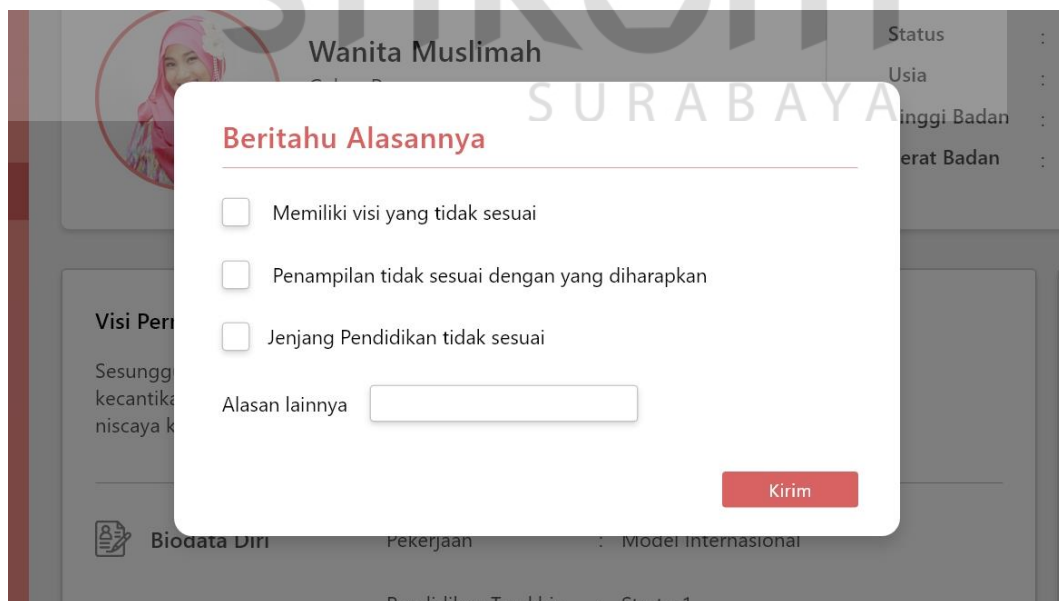 Wanita Muslimah
Status :
Usia :
SURABAYA
inggi Badan :
erat Badan :
Beritahu Alasannya
Memiliki visi yang tidak sesuai
Penampilan tidak sesuai dengan yang diharapkan
Jenjang Pendidikan tidak sesuai
Alasan lainnya
Kirim
Visi Per
Sesungg
kecantika
niscaya k
Biodata Diri
Pekerjaan : Model Internasional